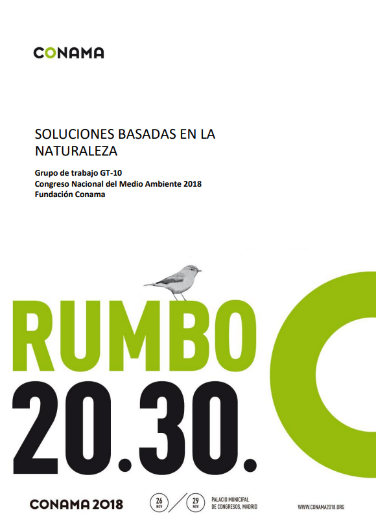 CONAMA
SOLUCIONES BASADAS EN LA
NATURALEZA
Grupo de trabajo GT-10
Congreso Nacional del Medio Ambiente 2018
Fundación Conama
RUMBO
20.30.
CONAMA 2018
26
NOV
29
NOV
PALACIO MUNICIPAL
DE CONGRESOS, MADRID
WWW.CONAMA2018.ORG